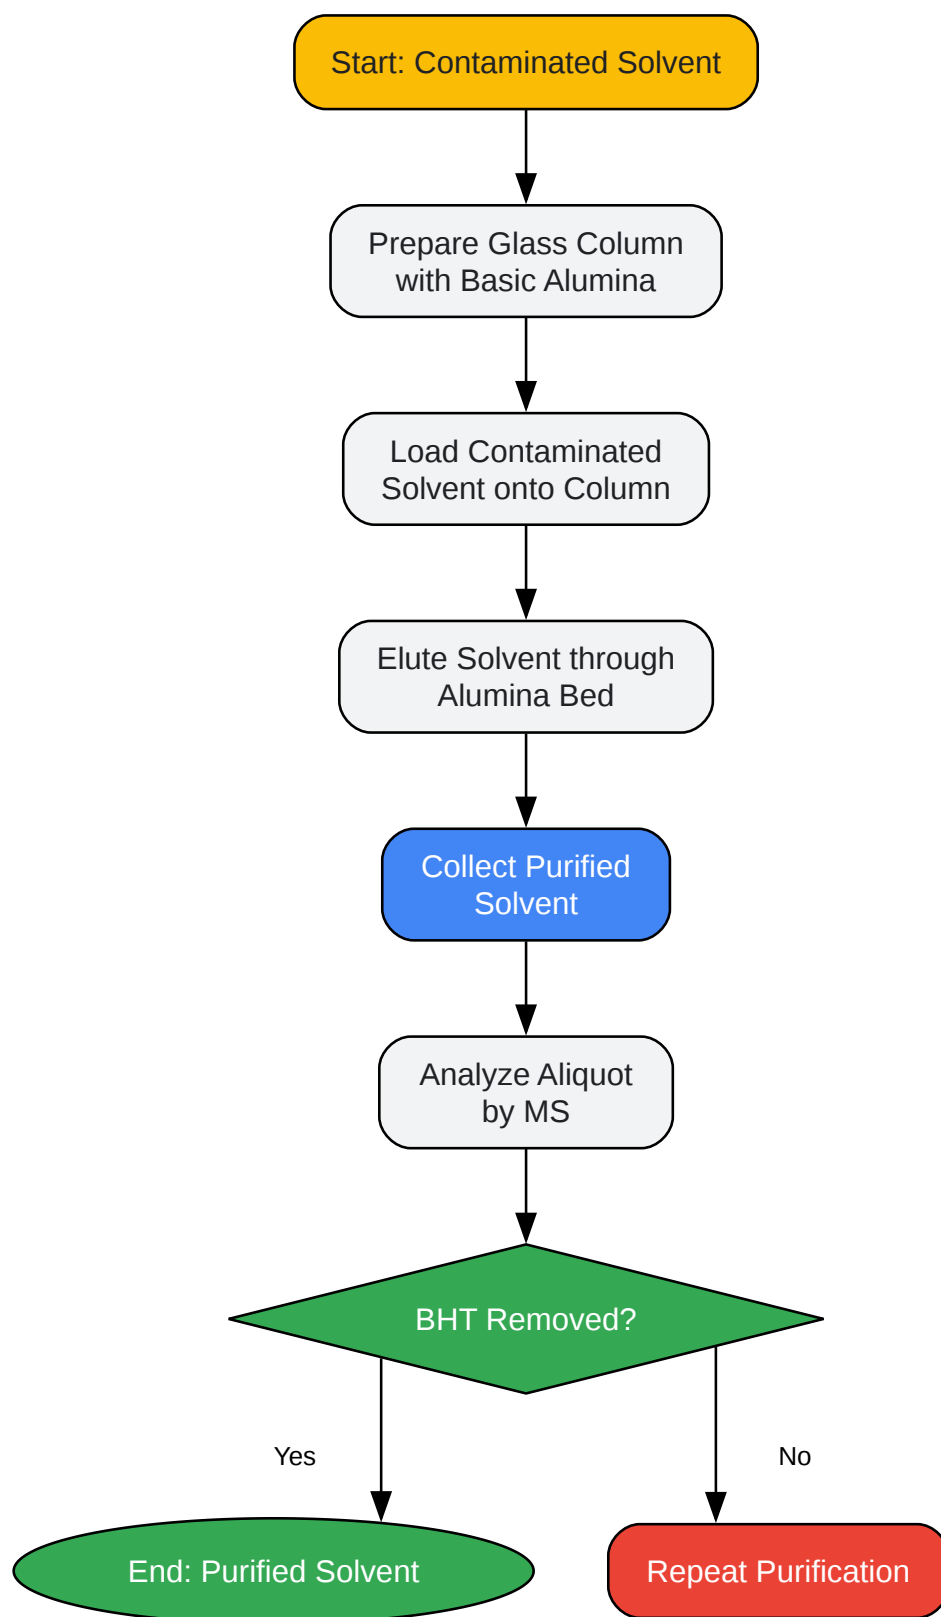 Start: Contaminated Solvent
Prepare Glass Column
with Basic Alumina
Load Contaminated
Solvent onto Column
Elute Solvent through
Alumina Bed
Collect Purified
Solvent
Analyze Aliquot
by MS
BHT Removed?
Yes
No
End: Purified Solvent
Repeat Purification